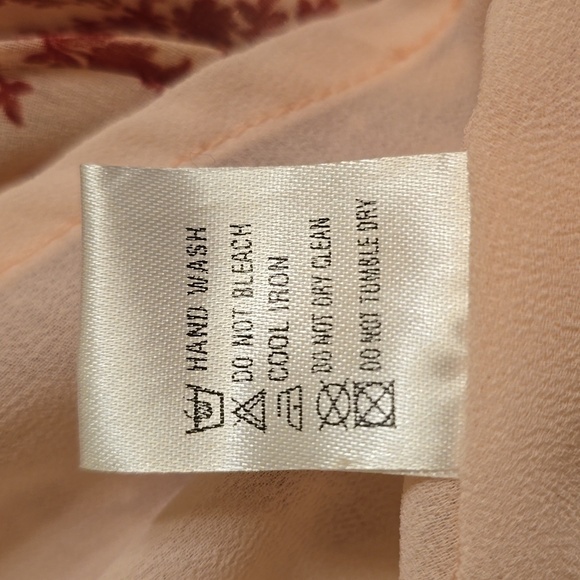 HAND WASH
DO NOT BLEACH
COOL IRON
DO NOT DRY CLEAN
DO NOT TUMBLE DRY